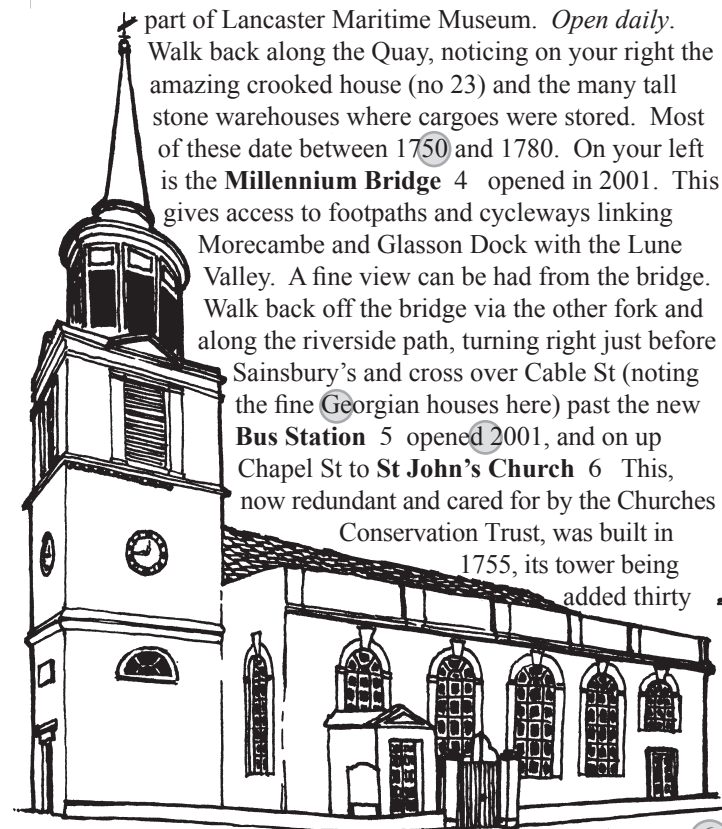 part of Lancaster Maritime Museum.  Open daily.
Walk back along the Quay, noticing on your right the
amazing crooked house (no 23) and the many tall
stone warehouses where cargoes were stored.  Most
of these date between 1750 and 1780.  On your left
is the Millennium Bridge 4  opened in 2001.  This
gives access to footpaths and cycleways linking
Morecambe and Glasson Dock with the Lune
Valley.  A fine view can be had from the bridge.
Walk back off the bridge via the other fork and
along the riverside path, turning right just before
Sainsbury's and cross over Cable St (noting
the fine Georgian houses here) past the new
Bus Station 5  opened 2001, and on up
Chapel St to St John's Church 6  This,
now redundant and cared for by the Churches
Conservation Trust, was built in
1755, its tower being
added thirty